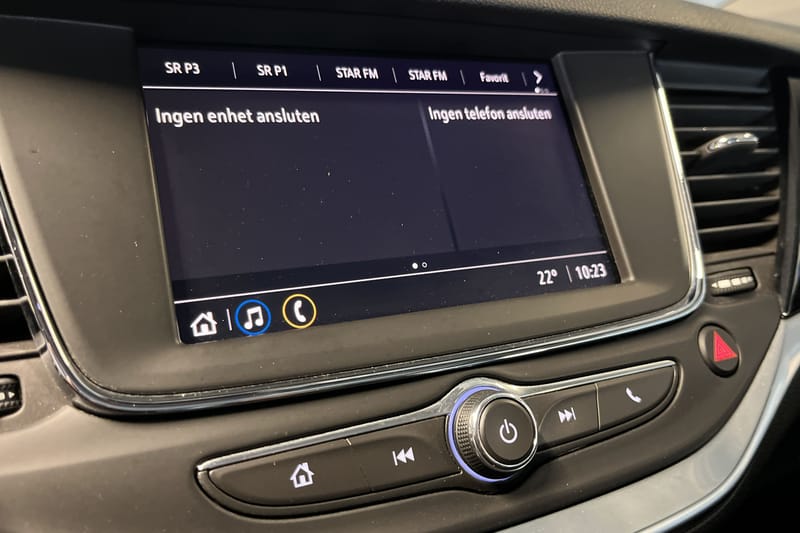 SR P3 SR P1 STAR FM STAR FM Favorit
Ingen enhet ansluten Ingen telefon ansluten
22° 10:23